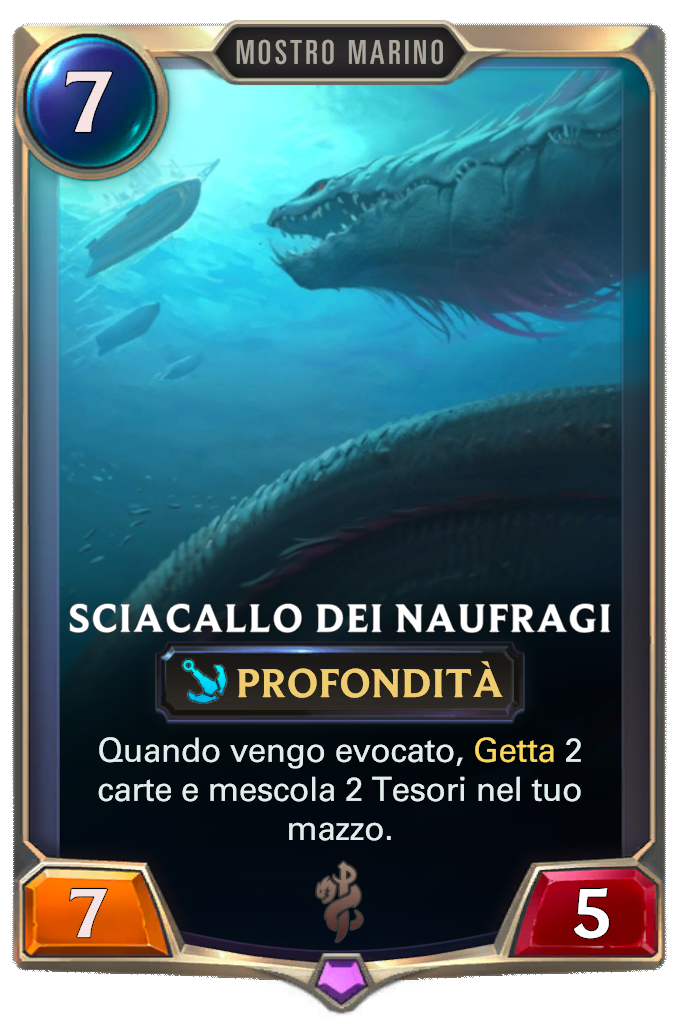 MOSTRO MARINO
7
SCIACALLO DEI NAUFRAGI
PROFONDITÀ
Quando vengo evocato, Getta 2
carte e mescola 2 Tesori nel tuo
mazzo.
7
5